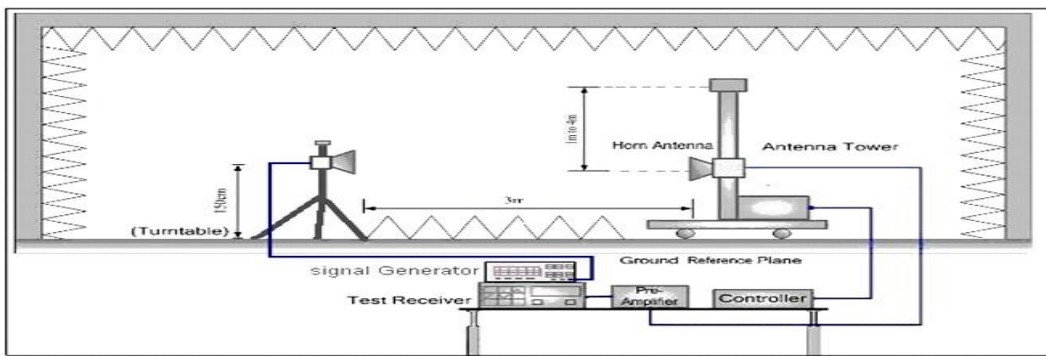 1m to 4m
Horn Antenna
Antenna Tower
150cm
3m
(Turntable)
Ground Reference Plane
signal Generator
Test Receiver
Pre-
Amplifier
Controller